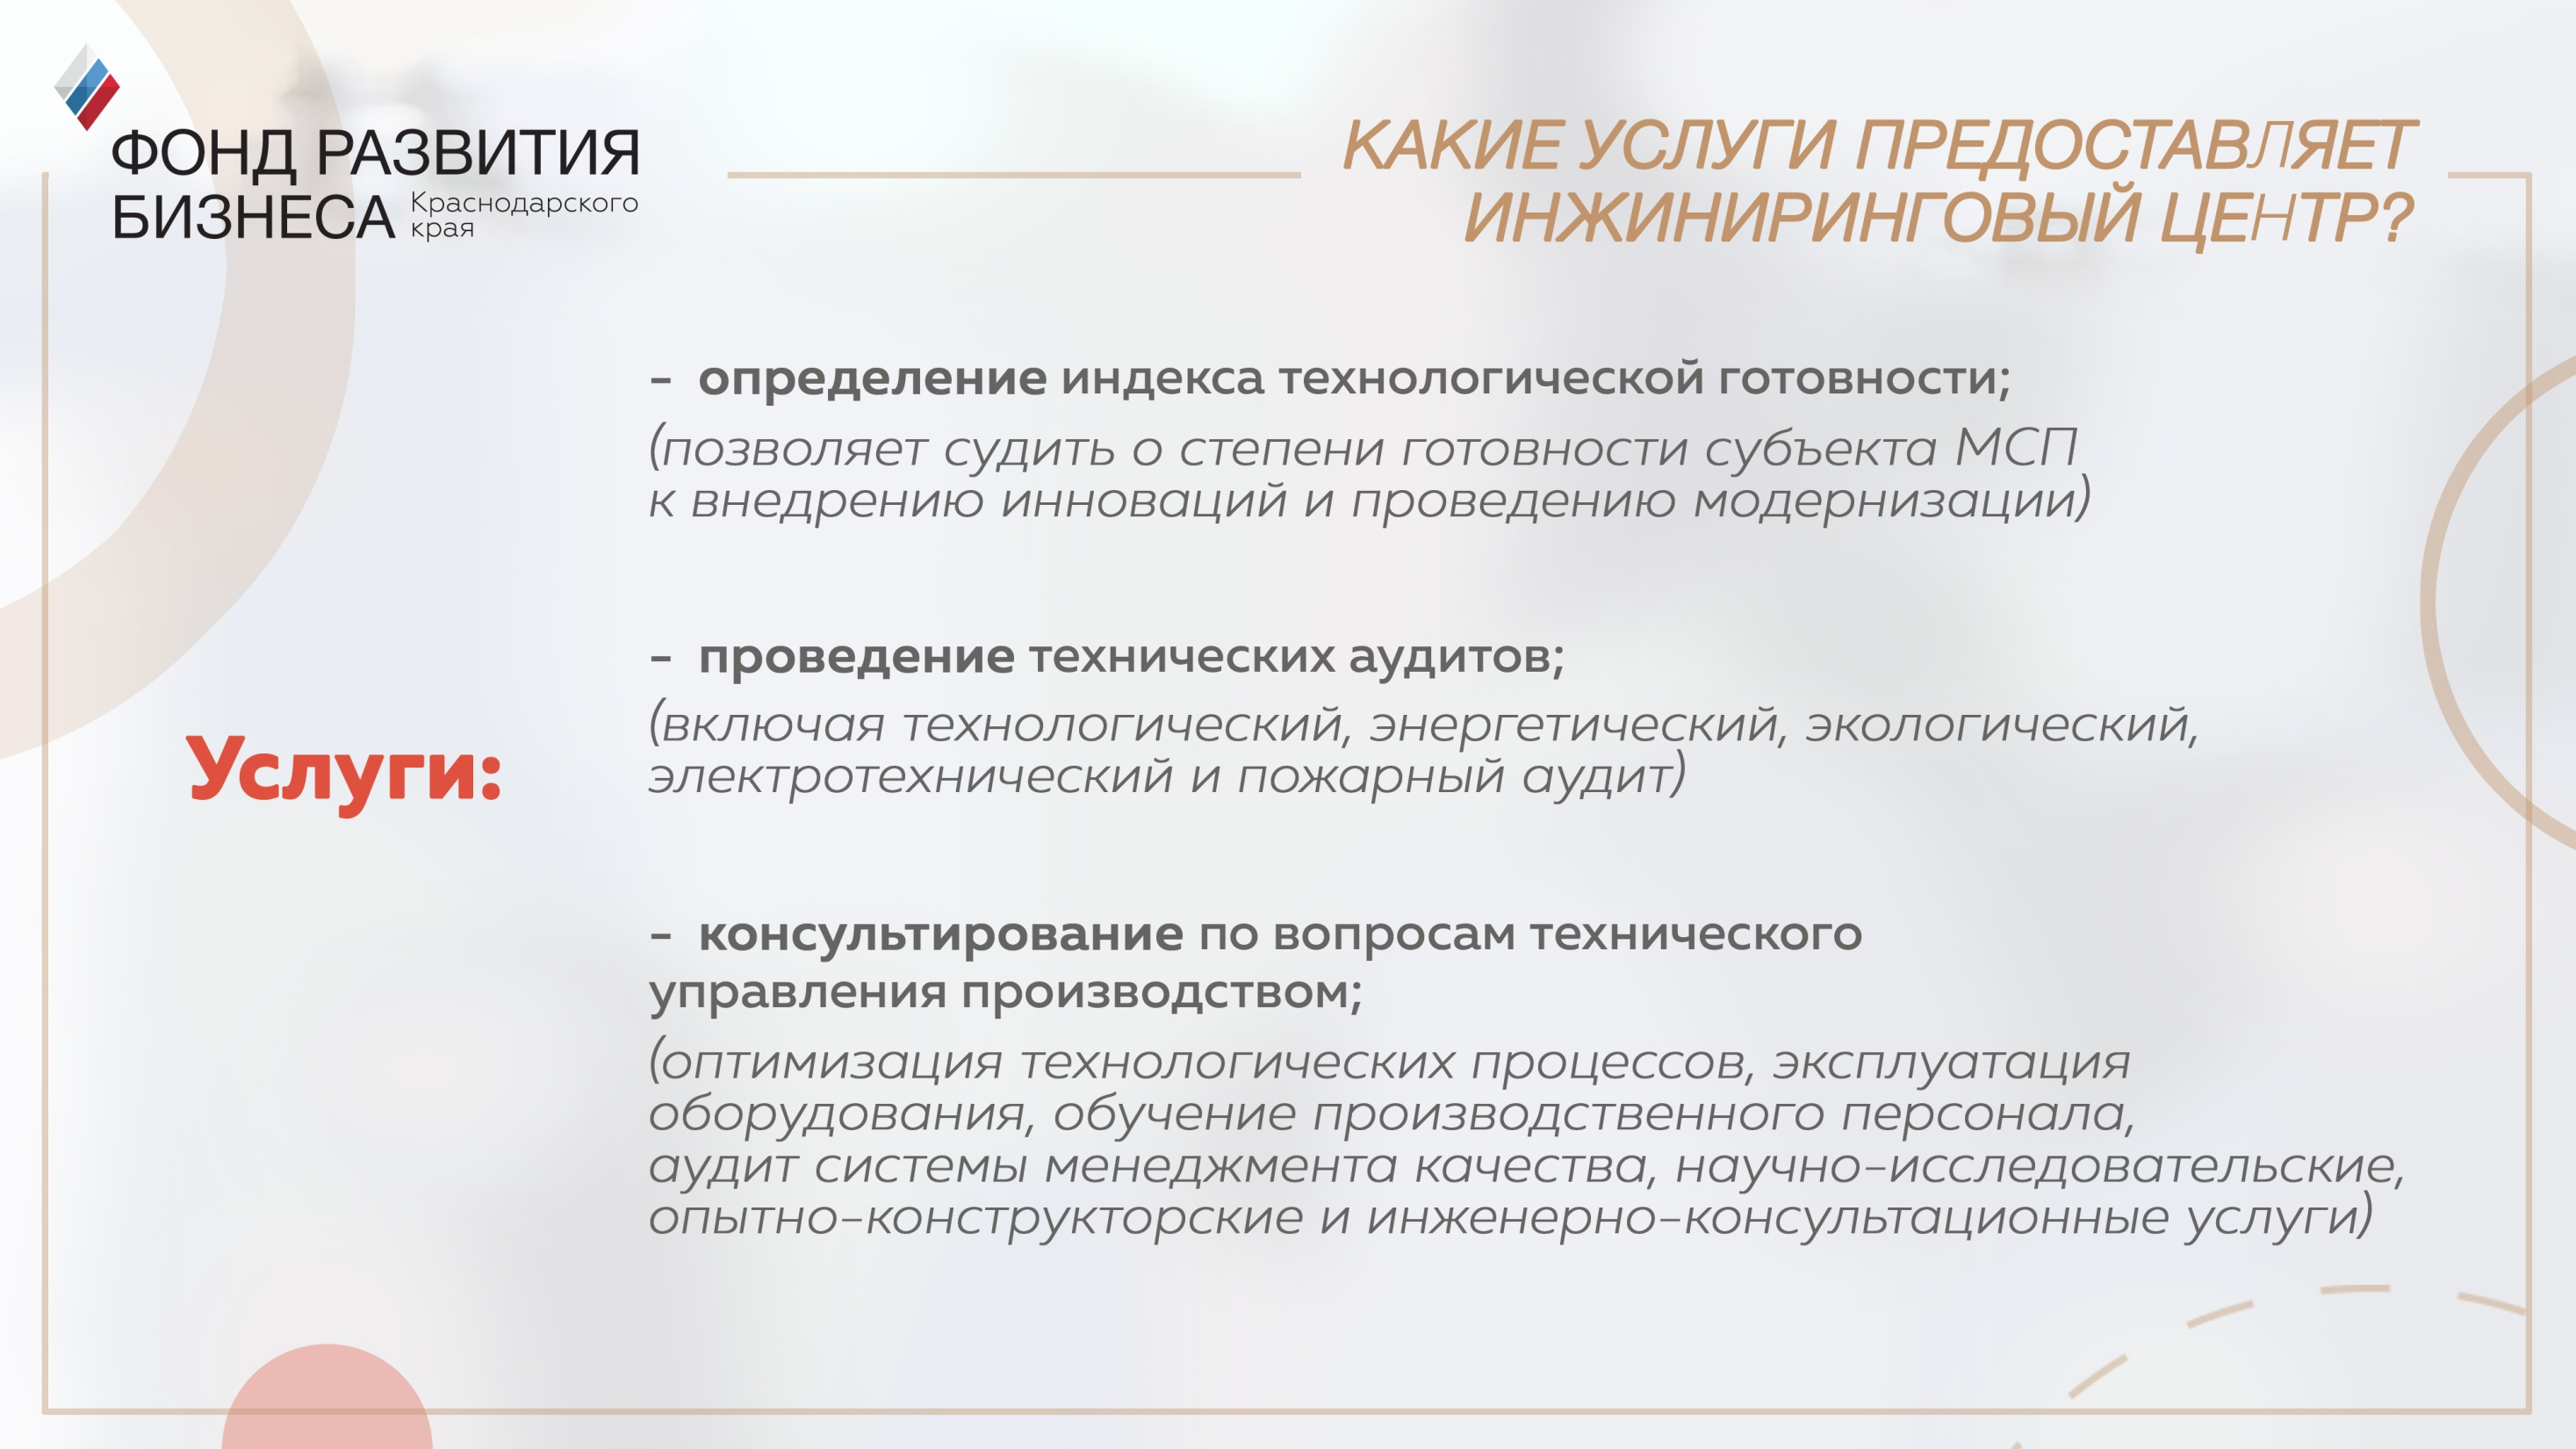 ФОНД РАЗВИТИЯ
БИЗНЕСА Краснодарского
края
КАКИЕ УСЛУГИ ПРЕДОСТАВЛЯЕТ
ИНЖИНИРИНГОВЫЙ ЦЕНТР?
Услуги:
- определение индекса технологической готовности;
(позволяет судить о степени готовности субъекта МСП
к внедрению инноваций и проведению модернизации)
- проведение технических аудитов;
(включая технологический, энергетический, экологический,
электротехнический и пожарный аудит)
- консультирование по вопросам технического
управления производством;
(оптимизация технологических процессов, эксплуатация
оборудования, обучение производственного персонала,
аудит системы менеджмента качества, научно-исследовательские,
опытно-конструкторские и инженерно-консультационные услуги)